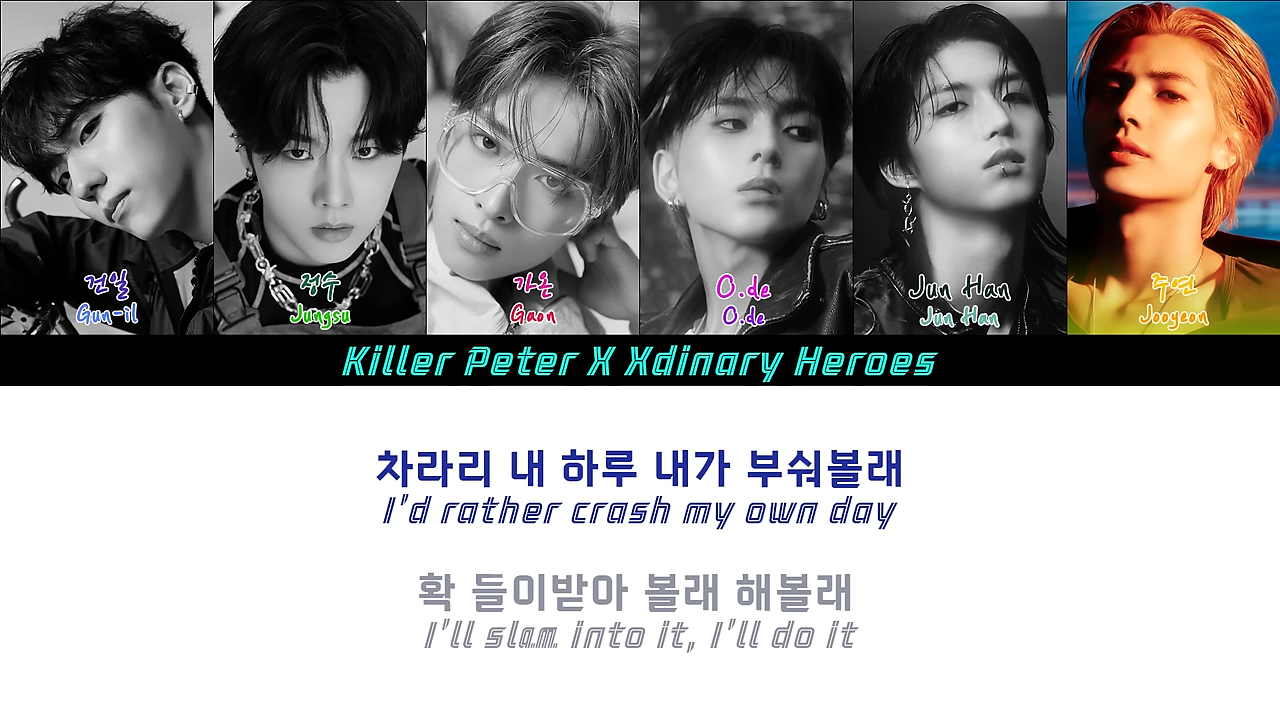 건일
Gun-il
정수
Jungsu
가온
Gaon
O.de
O.de
Jun Han
Jun Han
주연
Jooyeon
Killer Peter X Xdinary Heroes
차라리 내 하루 내가 부숴볼래
I'd rather crash my own day
확 들이받아 볼래 해볼래
I'll slam into it, I'll do it